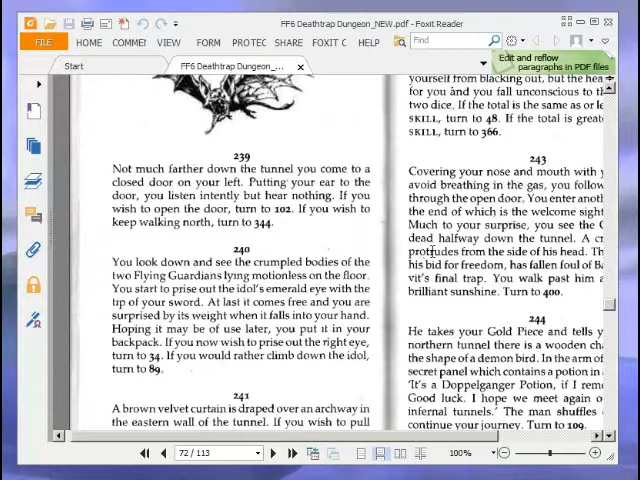 FF6 Deathtrap Dungeon_NEW.pdf - Foxit Reader
FILE HOME COMMEI VIEW FORM PROTEC SHARE FOXIT C HELP Find
Edit and reflow
paragraphs in PDF files
Start FF6 Deathtrap Dungeon_...
239
Not much farther down the tunnel you come to a
closed door on your left. Putting your ear to the
door, you listen intently but hear nothing. If you
wish to open the door, turn to 102. If you wish to
keep walking north, turn to 344.
240
You look down and see the crumpled bodies of the
two Flying Guardians lying motionless on the floor.
You start to prise out the idol's emerald eye with the
tip of your sword. At last it comes free and you are
surprised by its weight when it falls into your hand.
Hoping it may be of use later, you put it in your
backpack. If you now wish to prise out the right eye,
turn to 34. If you would rather climb down the idol,
turn to 89.
241
A brown velvet curtain is draped over an archway in
the eastern wall of the tunnel. If you wish to pull
yourself from blacking out, but the hea
for you and you fall unconscious to th
two dice. If the total is the same as or le
SKILL, turn to 48. If the total is great
SKILL, turn to 366.
243
Covering your nose and mouth with y
avoid breathing in the gas, you follow
through the open door. You enter anot
the end of which is the welcome sight
Much to your surprise, you see the C
dead halfway down the tunnel. A cr
protrudes from the side of his head. Th
his bid for freedom, has fallen foul of Ba
vit's final trap. You walk past him a
brilliant sunshine. Turn to 400.
244
He takes your Gold Piece and tells y
northern tunnel there is a wooden cha
the shape of a demon bird. In the arm of
secret panel which contains a potion in a
'It's a Doppelganger Potion, if I reme
Good luck. I hope we meet again o
infernal tunnels.' The man shuffles o
continue your journey. Turn to 109.
72 / 113 100%